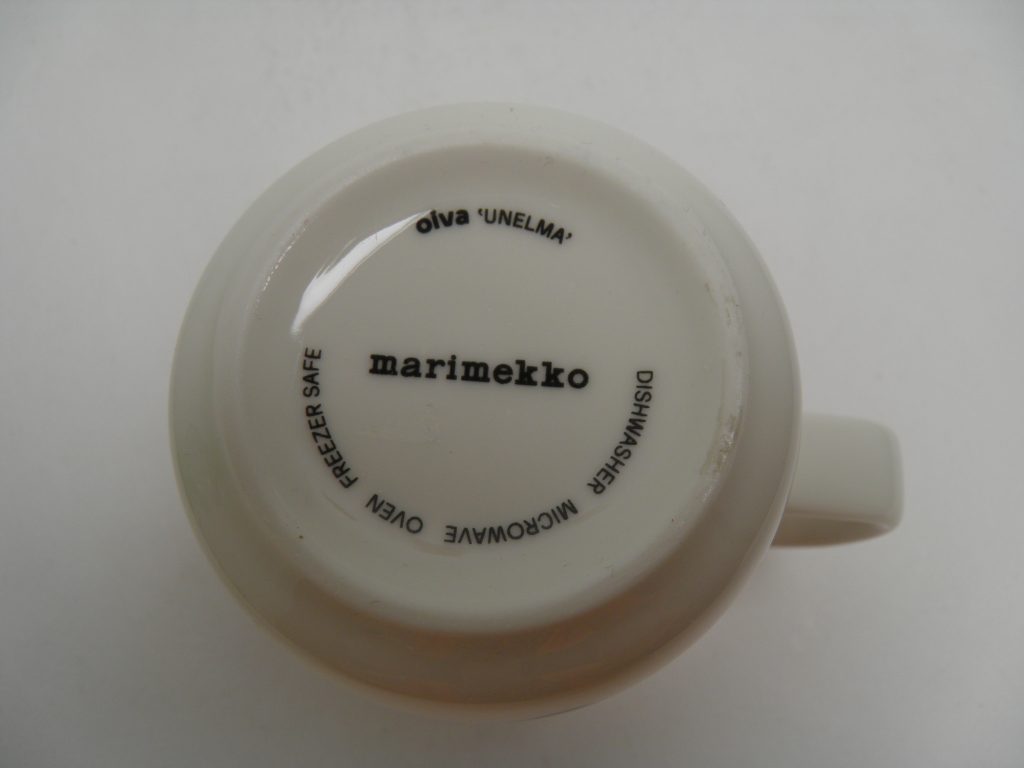 oiva 'UNELMA'
marimekko
DISHWASHER MICROWAVE OVEN FREEZER SAFE